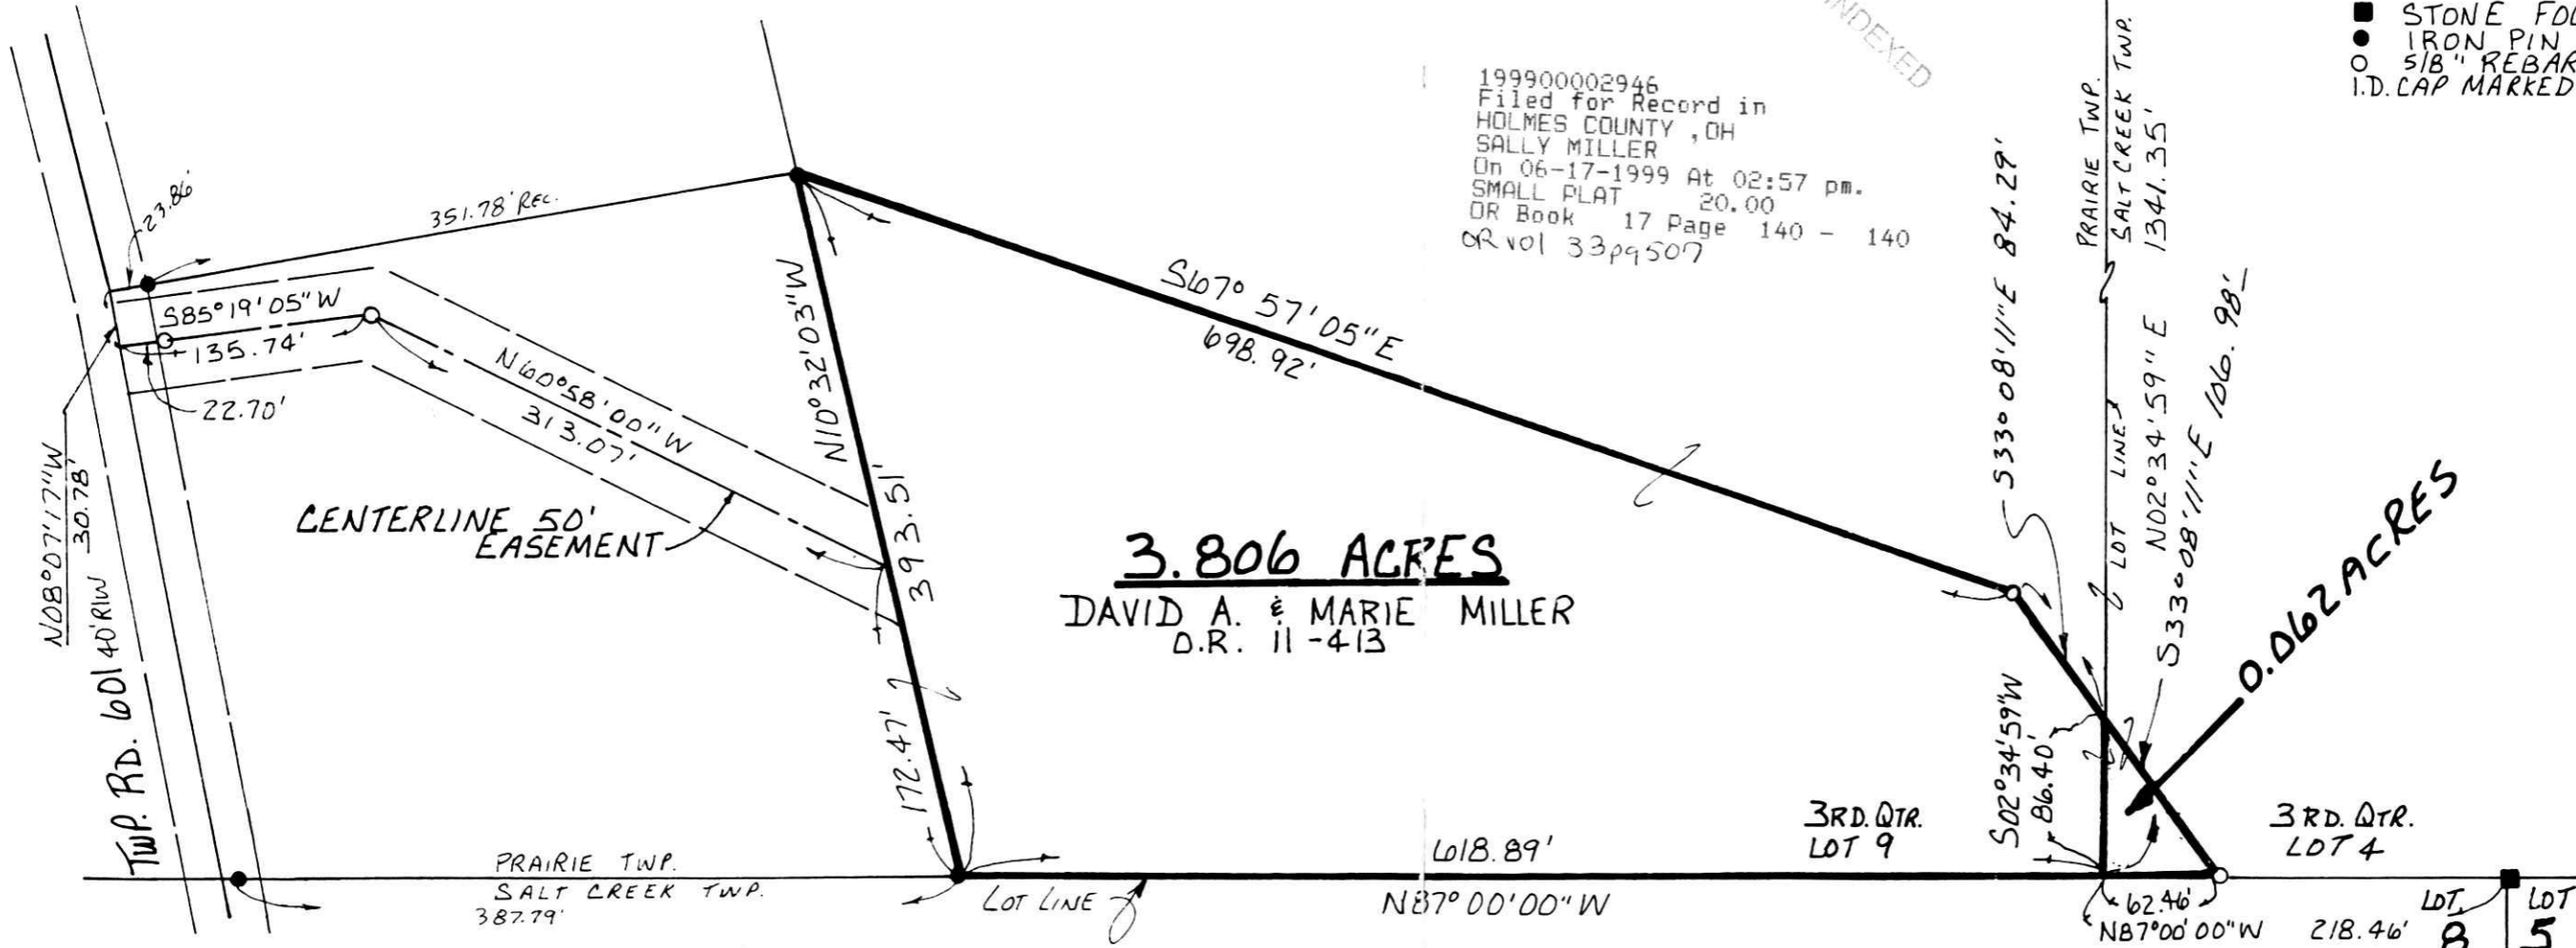 INDEXED
■ STONE FOU
● IRON PIN
○ 5/8" REBAR
I.D. CAP MARKED
199900002946
Filed for Record in
HOLMES COUNTY ,OH
SALLY MILLER
On 06-17-1999 At 02:57 pm.
SMALL PLAT 20.00
OR Book 17 Page 140 - 140
OR vol 33pg507
PRAIRIE TWP.
SALT CREEK TWP.
1341.35'
23.86'
351.78' REC.
S85°19'05"W
135.74'
22.70'
N08°07'17"W
30.78'
N60°58'00"W
313.07'
CENTERLINE 50'
EASEMENT
TWP. RD. 601 40'R/W
N10°32'03"W
393.51'
172.47'
S67°57'05"E
698.92'
3.806 ACRES
DAVID A. & MARIE MILLER
D.R. 11-413
S33°08'11"E 84.29'
LOT LINE
N02°34'59"E
S33°08'11"E 106.98'
0.062 ACRES
S02°34'59"W
86.40'
3RD. QTR.
LOT 9
3RD. QTR.
LOT 4
PRAIRIE TWP.
SALT CREEK TWP.
387.79'
LOT LINE
618.89'
N87°00'00"W
62.46'
N87°00'00"W 218.46'
LOT 8
LOT 5